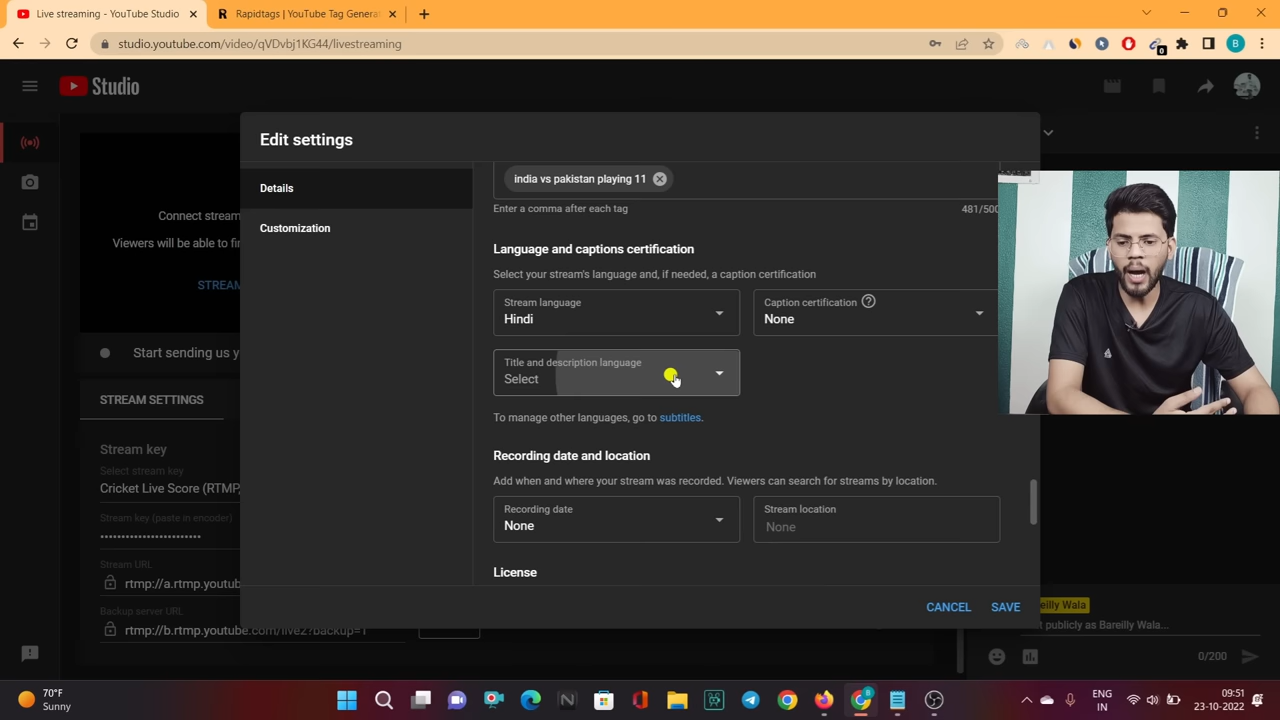 Live streaming - YouTube Studio
Rapidtags | YouTube Tag Genera
studio.youtube.com/video/qVDvbj1KG44/livestreaming
0
B
Studio
Edit settings
Details
Customization
india vs pakistan playing 11
Enter a comma after each tag
481/500
Language and captions certification
Select your stream's language and, if needed, a caption certification
Stream language
Hindi
Caption certification
None
Title and description language
Select
To manage other languages, go to subtitles.
Recording date and location
Add when and where your stream was recorded. Viewers can search for streams by location.
Recording date
None
Stream location
None
License
CANCEL
SAVE
Connect stream
Viewers will be able to fin
STREAM
Start sending us y
STREAM SETTINGS
Stream key
Select stream key
Cricket Live Score (RTMP,
Stream key (paste in encoder)
Stream URL
rtmp://a.rtmp.youtub
Backup server URL
rtmp://b.rtmp.youtube.com/live2?backup=1
eilly Wala
t publicly as Bareilly Wala...
0/200
70°F
Sunny
B
ENG
IN
09:51
23-10-2022